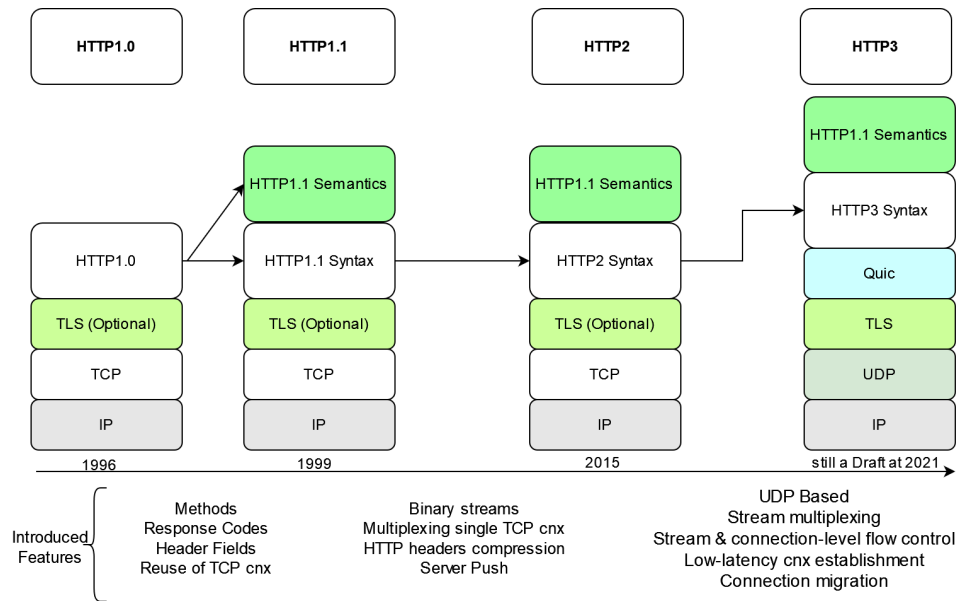 HTTP1.0
HTTP1.1
HTTP2
HTTP3
HTTP1.1 Semantics
HTTP1.1 Semantics
HTTP1.1 Semantics
HTTP1.0
HTTP1.1 Syntax
HTTP2 Syntax
HTTP3 Syntax
Quic
TLS (Optional)
TLS (Optional)
TLS (Optional)
TLS
TCP
TCP
TCP
UDP
IP
IP
IP
IP
1996
1999
2015
still a Draft at 2021
Introduced
Features
Methods
Response Codes
Header Fields
Reuse of TCP cnx
Binary streams
Multiplexing single TCP cnx
HTTP headers compression
Server Push
UDP Based
Stream multiplexing
Stream & connection-level flow control
Low-latency cnx establishment
Connection migration